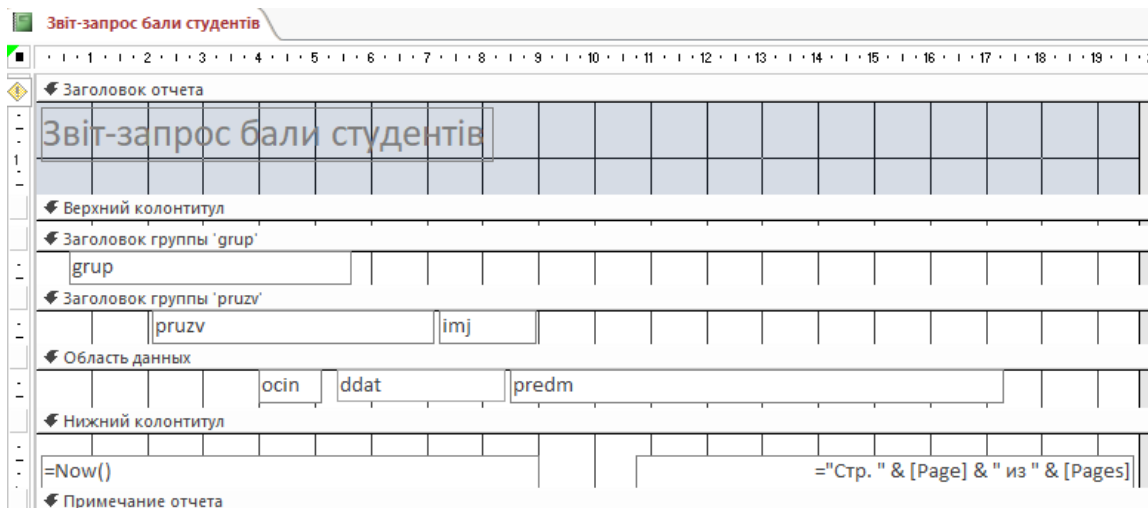 Звіт-запрос бали студентів
1 2 3 4 5 6 7 8 9 10 11 12 13 14 15 16 17 18 19
Заголовок отчета
Звіт-запрос бали студентів
1
Верхний колонтитул
Заголовок группы 'grup'
grup
Заголовок группы 'pruzv'
pruzv imj
Область данных
ocin ddat predm
Нижний колонтитул
=Now() ="Стр. " & [Page] & " из " & [Pages]
Примечание отчета